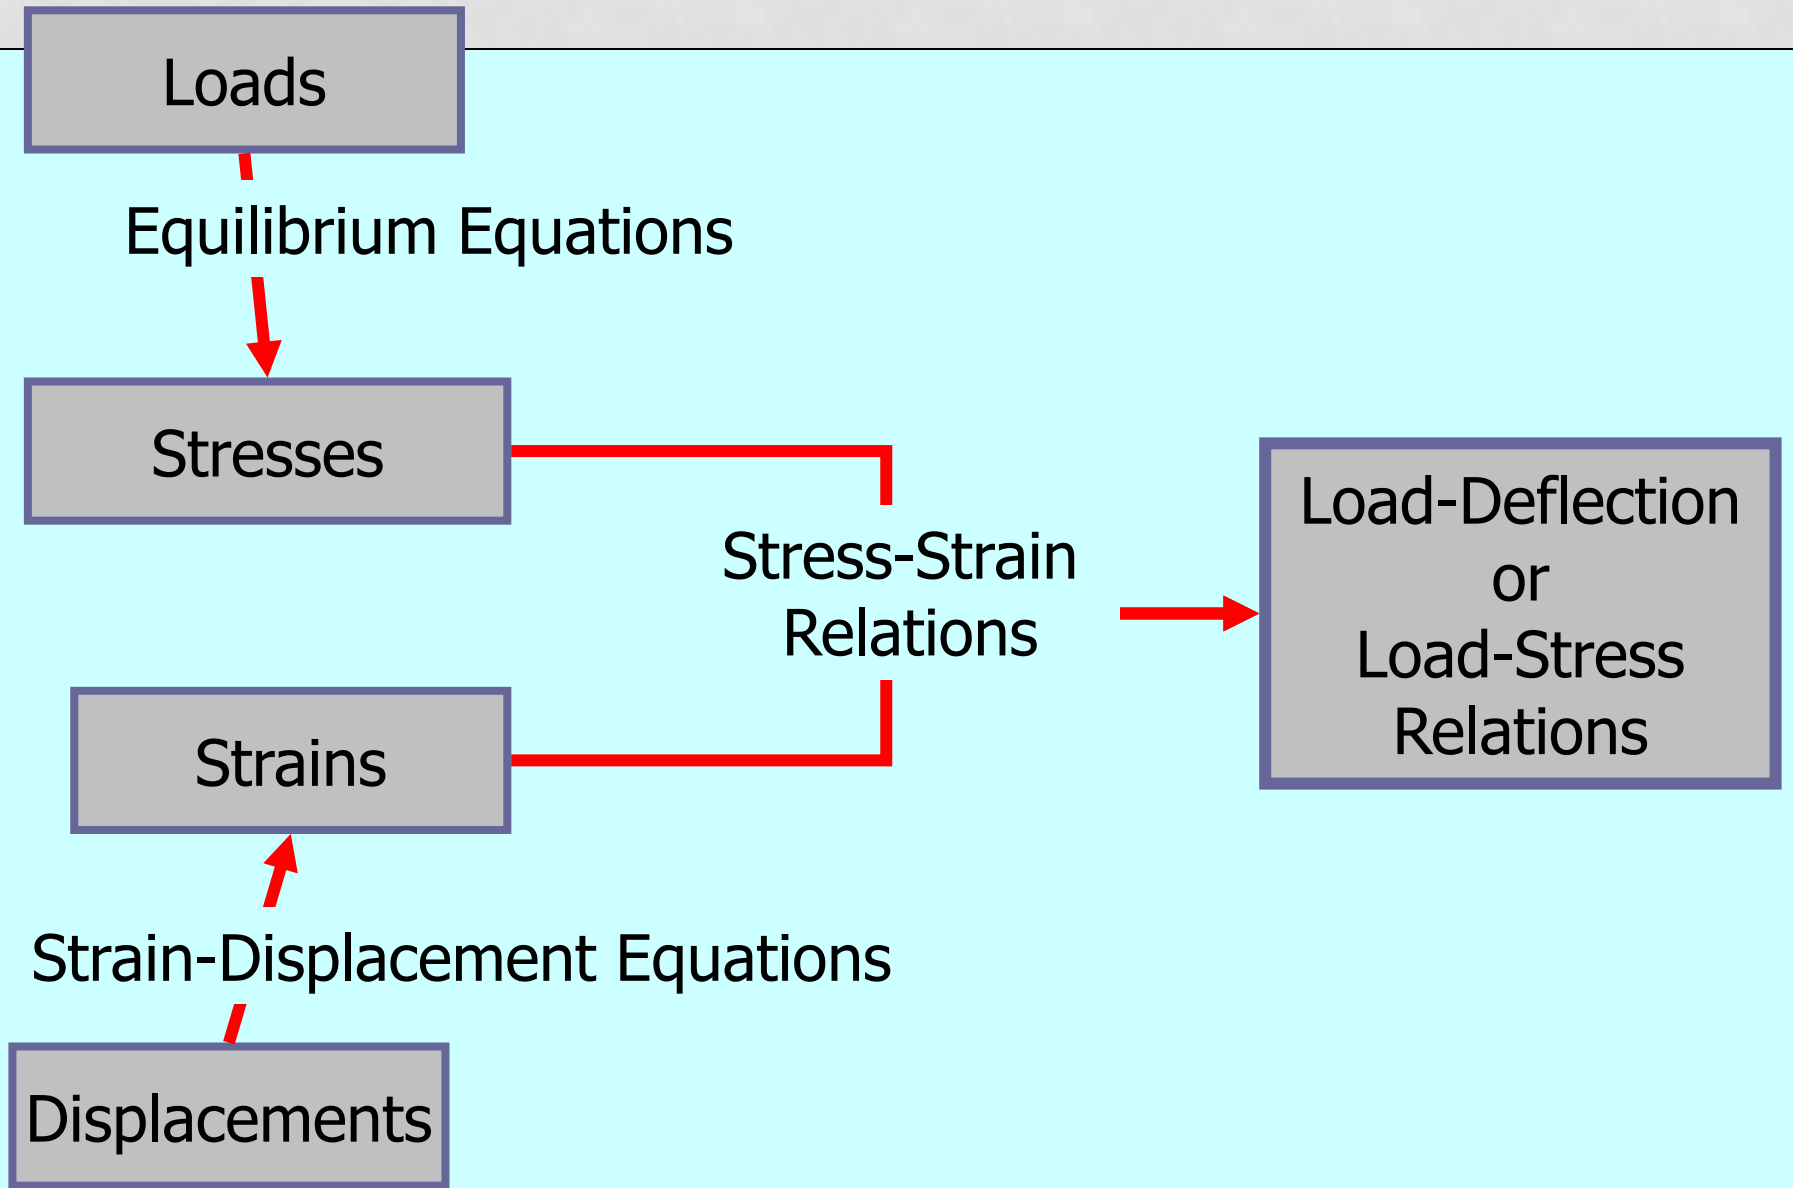 Loads
Equilibrium Equations
Stresses
Stress-Strain
Relations
Load-Deflection
or
Load-Stress
Relations
Strains
Strain-Displacement Equations
Displacements